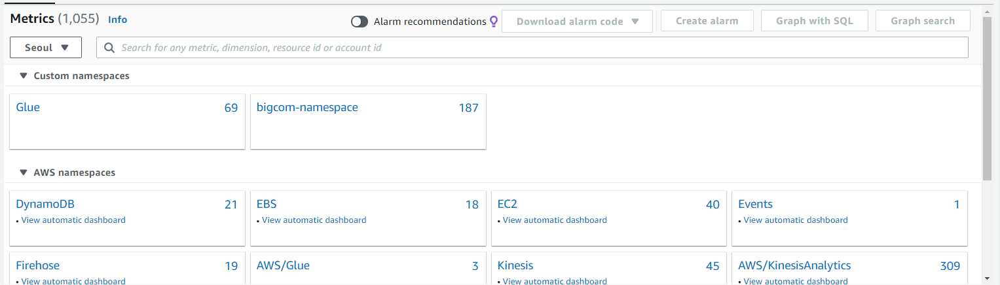 Metrics (1,055) Info
Alarm recommendations
Download alarm code ▼
Create alarm
Graph with SQL
Graph search
Seoul ▼
Search for any metric, dimension, resource id or account id
▼ Custom namespaces
Glue 69
bigcom-namespace 187
▼ AWS namespaces
DynamoDB 21
• View automatic dashboard
EBS 18
• View automatic dashboard
EC2 40
• View automatic dashboard
Events 1
• View automatic dashboard
Firehose 19
• View automatic dashboard
AWS/Glue 3
Kinesis 45
• View automatic dashboard
AWS/KinesisAnalytics 309
• View automatic dashboard